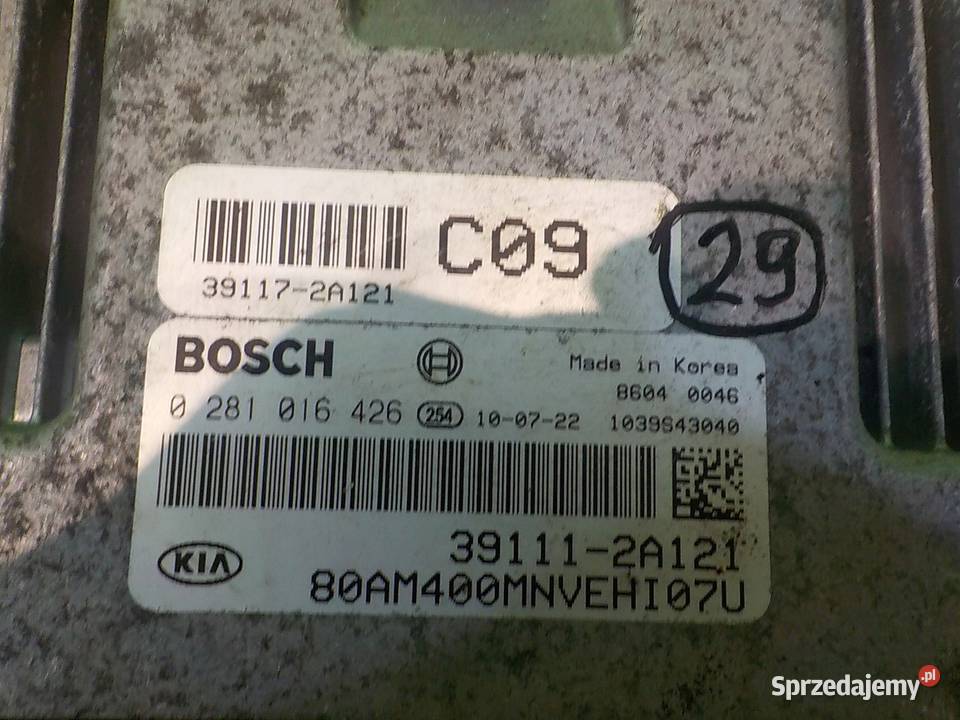 C09
39117-2A121
29
BOSCH
Made in Korea
8604 0046
0 281 016 426 254 10-07-22 1039S43040
39111-2A121
KIA
80AM400MNVEHI07U
Sprzedajemy.pl